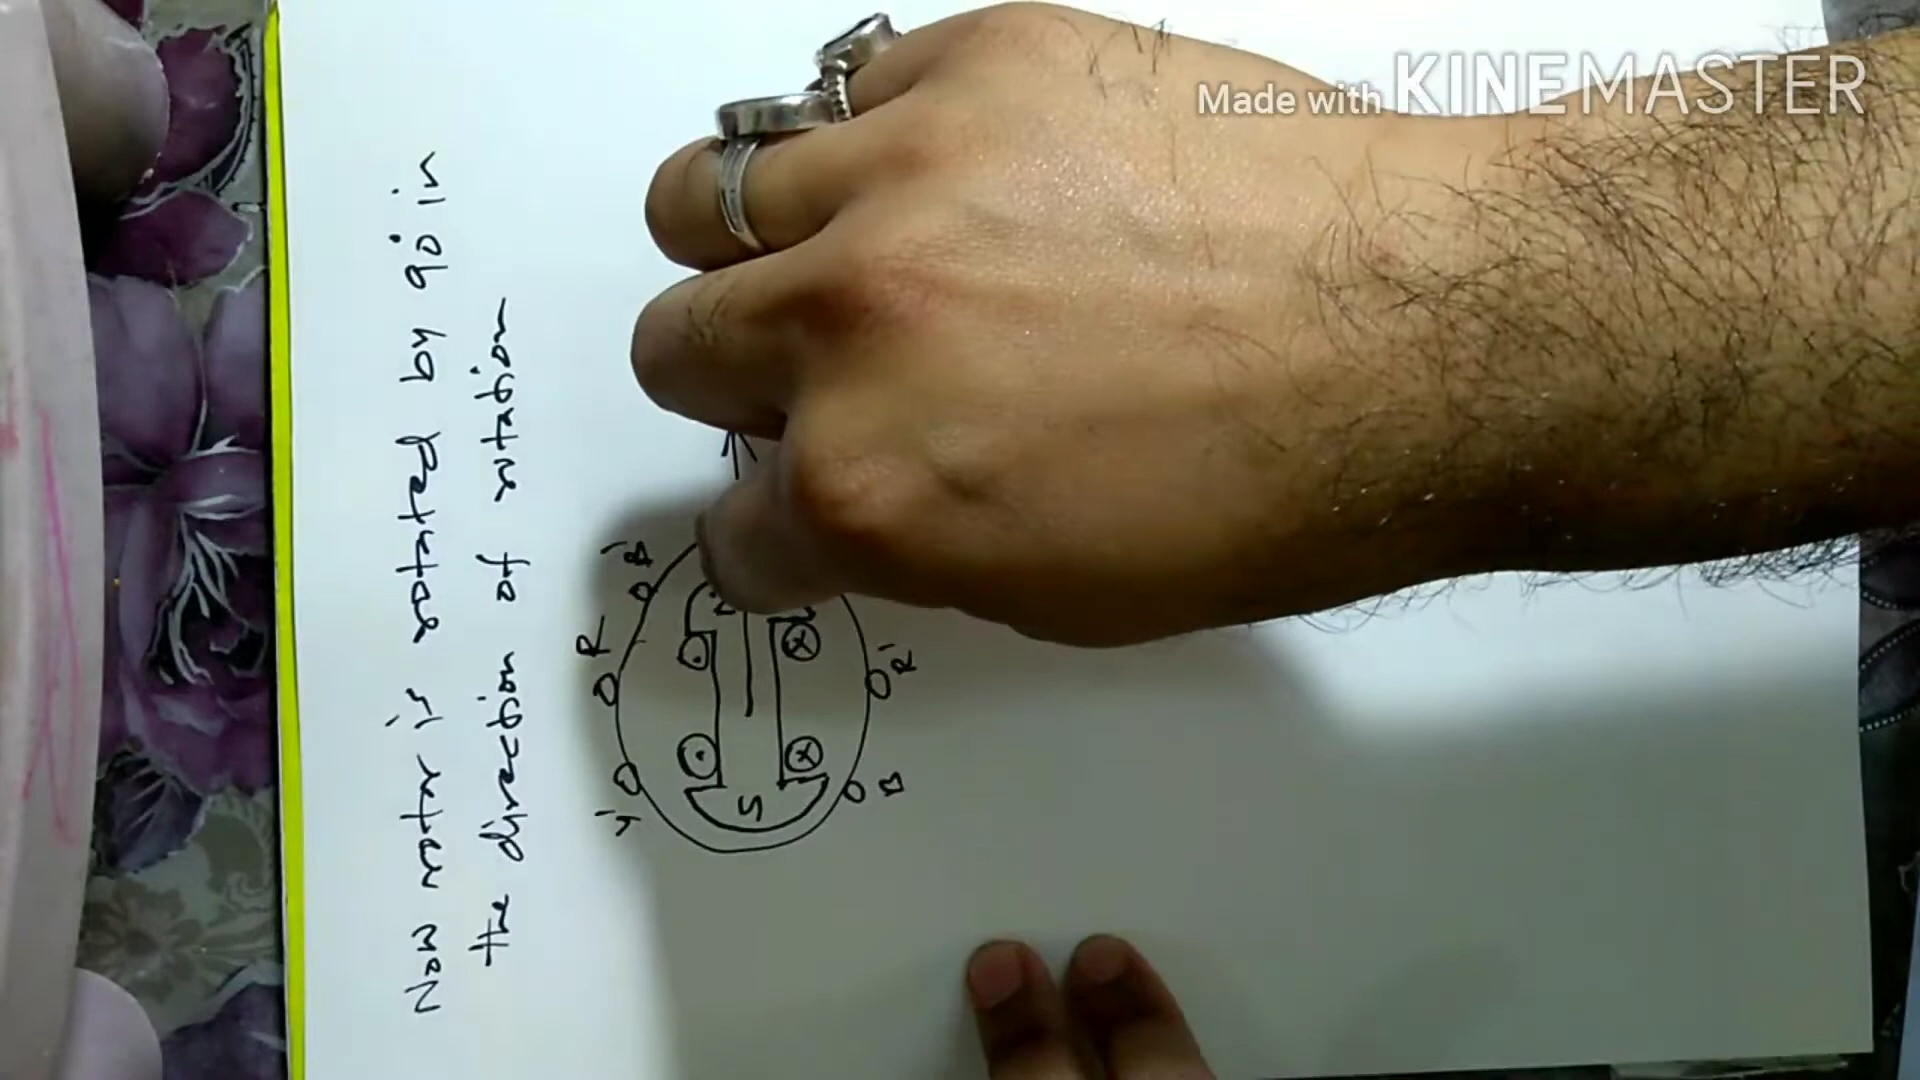 Now rotor is rotated by 90° in
the direction of rotation
B'
R
Y'
S
R'
B
Made with KINEMASTER